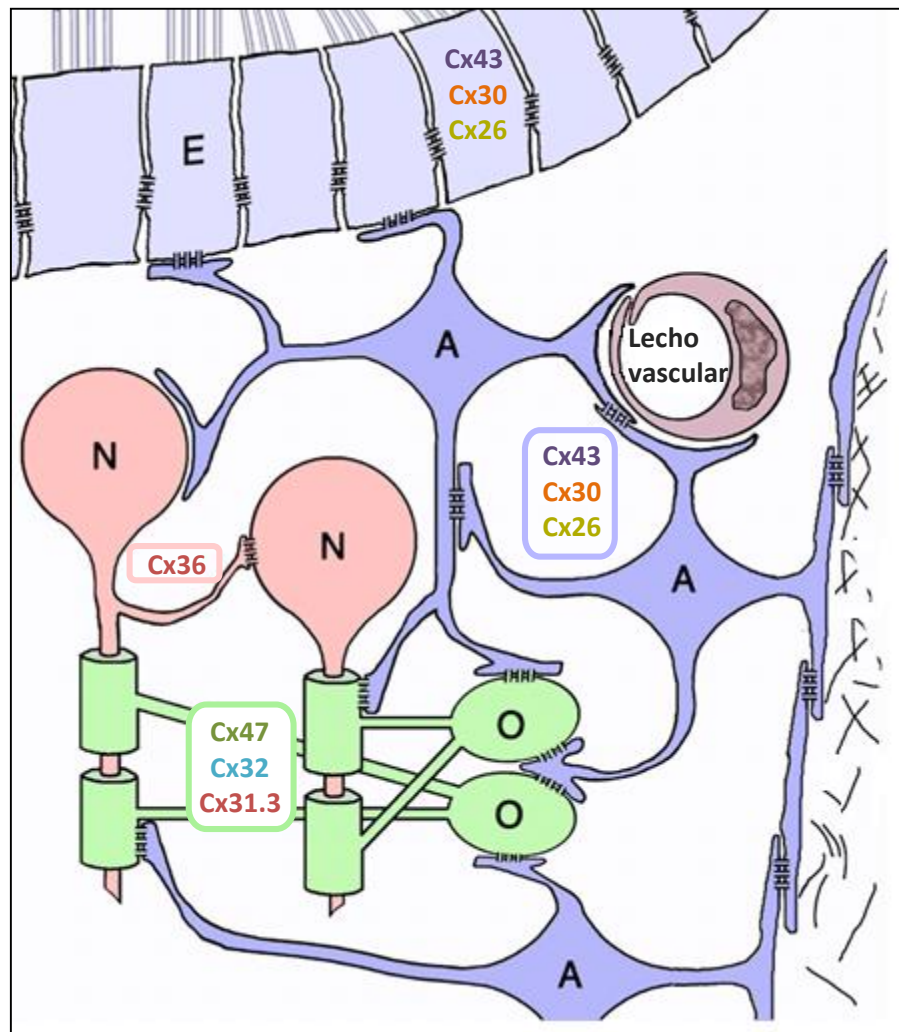 Cx43
Cx30
Cx26
E
A
Lecho
vascular
N
Cx43
Cx30
Cx26
N
Cx36
A
Cx47
Cx32
Cx31.3
O
O
A